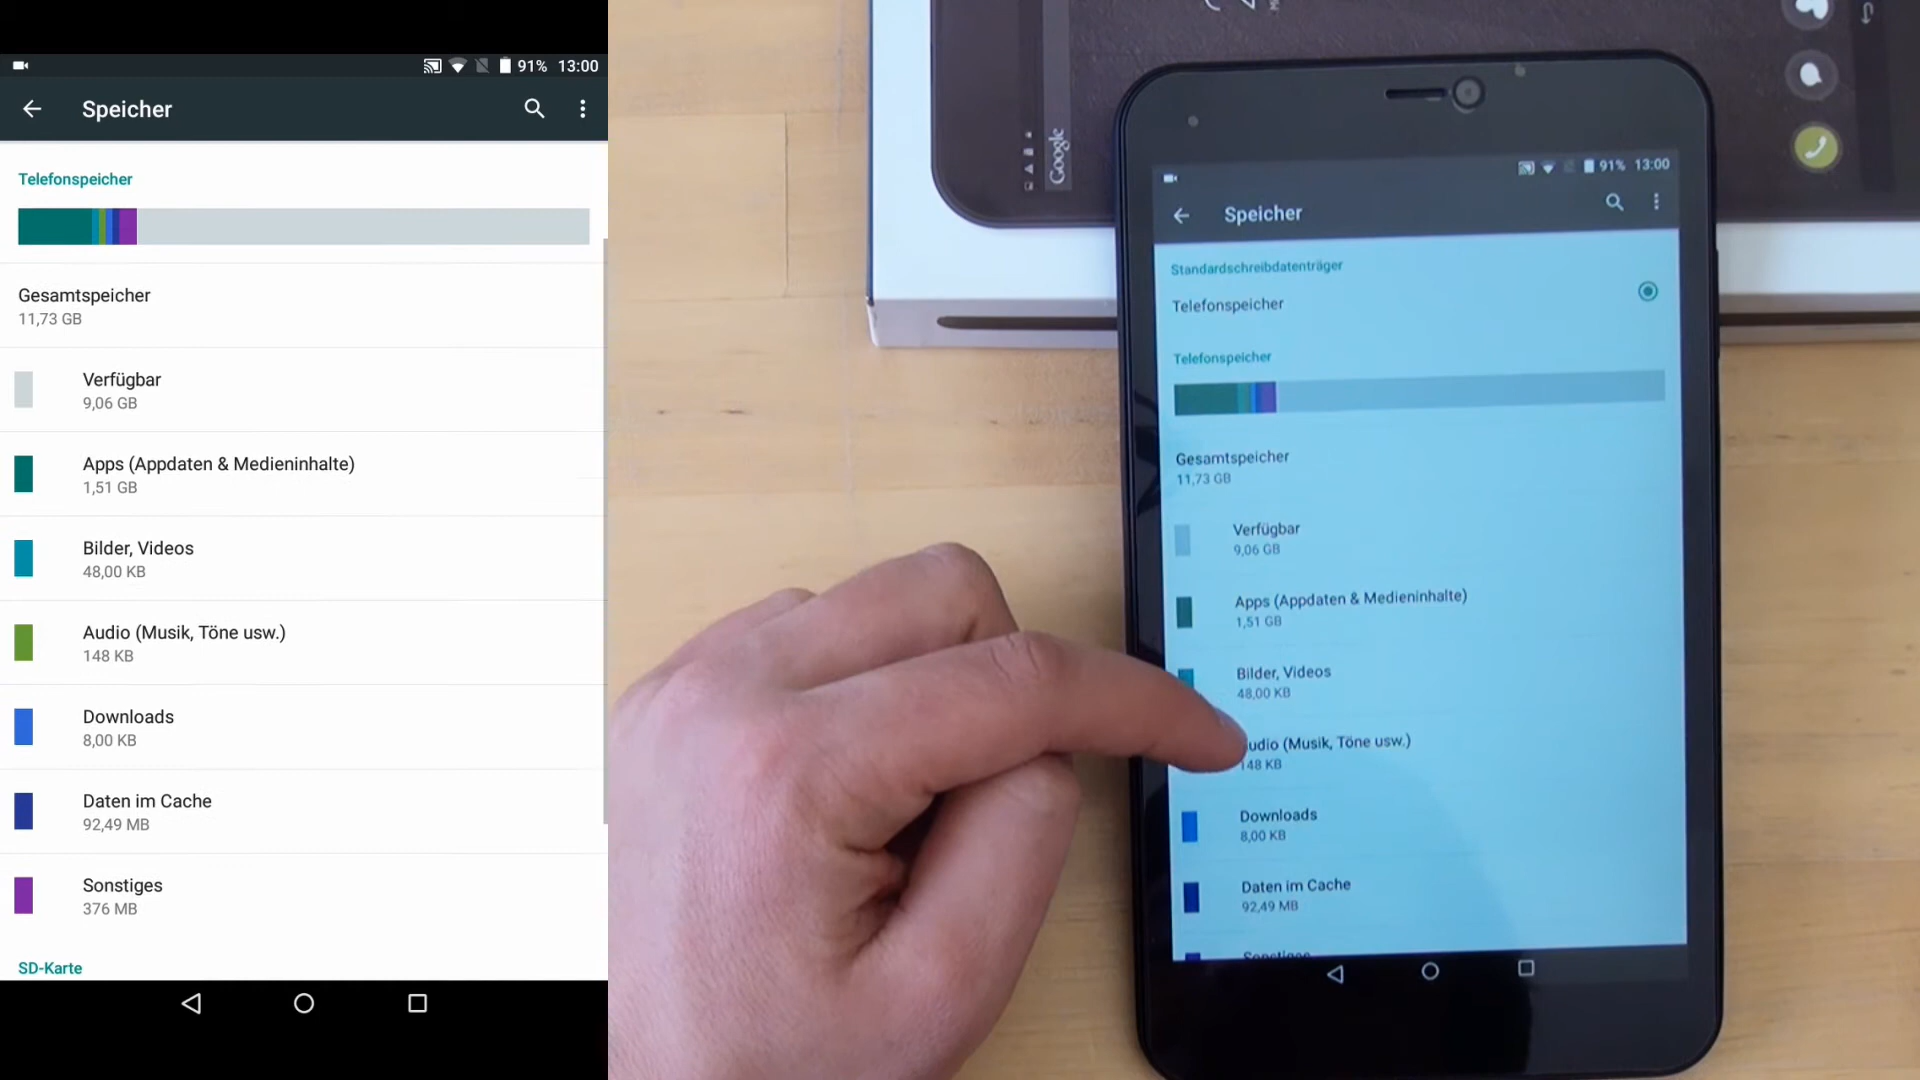 91% 13:00
Speicher
Telefonspeicher
Gesamtspeicher
11,73 GB
Verfügbar
9,06 GB
Apps (Appdaten & Medieninhalte)
1,51 GB
Bilder, Videos
48,00 KB
Audio (Musik, Töne usw.)
148 KB
Downloads
8,00 KB
Daten im Cache
92,49 MB
Sonstiges
376 MB
SD-Karte
Google
91% 13:00
Speicher
Standardschreibdatenträger
Telefonspeicher
Telefonspeicher
Gesamtspeicher
11,73 GB
Verfügbar
9,06 GB
Apps (Appdaten & Medieninhalte)
1,51 GB
Bilder, Videos
48,00 KB
udio (Musik, Töne usw.)
148 KB
Downloads
8,00 KB
Daten im Cache
92,49 MB
Sonstiges